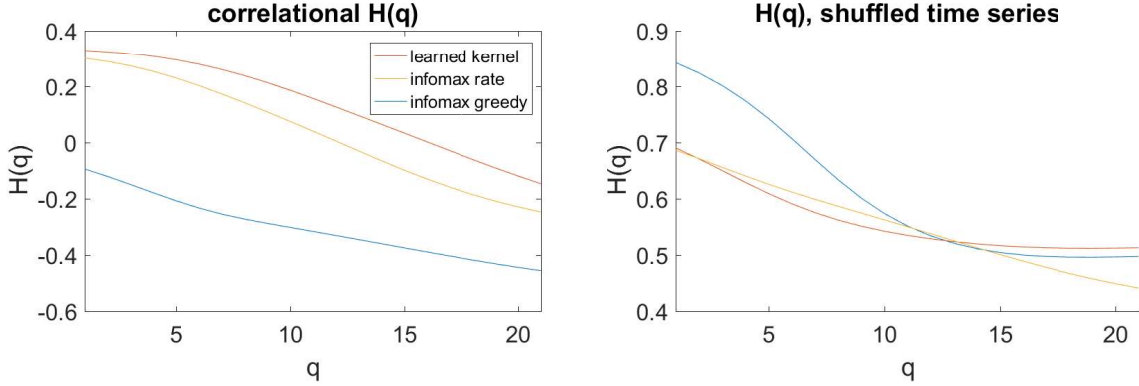 correlational H(q)
0.4
0.2
0
-0.2
-0.4
-0.6
H(q)
5
10
15
20
q
learned kernel
infomax rate
infomax greedy
H(q), shuffled time series
0.9
0.8
0.7
0.6
0.5
0.4
H(q)
5
10
15
20
q